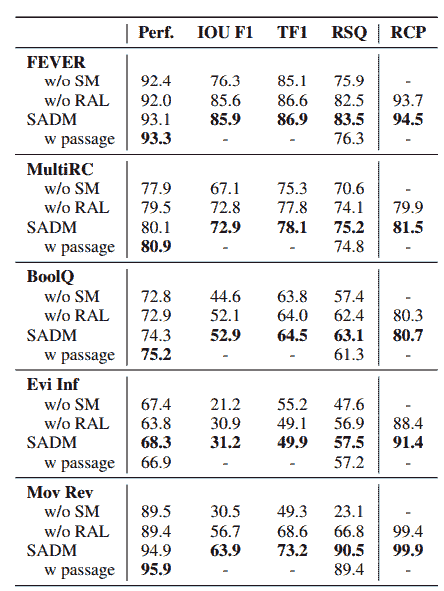 Perf. IOU F1 TF1 RSQ RCP
FEVER
w/o SM 92.4 76.3 85.1 75.9 -
w/o RAL 92.0 85.6 86.6 82.5 93.7
SADM 93.1 85.9 86.9 83.5 94.5
w passage 93.3 - - 76.3 -
MultiRC
w/o SM 77.9 67.1 75.3 70.6 -
w/o RAL 79.5 72.8 77.8 74.1 79.9
SADM 80.1 72.9 78.1 75.2 81.5
w passage 80.9 - - 74.8 -
BoolQ
w/o SM 72.8 44.6 63.8 57.4 -
w/o RAL 72.9 52.1 64.0 62.4 80.3
SADM 74.3 52.9 64.5 63.1 80.7
w passage 75.2 - - 61.3 -
Evi Inf
w/o SM 67.4 21.2 55.2 47.6 -
w/o RAL 63.8 30.9 49.1 56.9 88.4
SADM 68.3 31.2 49.9 57.5 91.4
w passage 66.9 - - 57.2 -
Mov Rev
w/o SM 89.5 30.5 49.3 23.1 -
w/o RAL 89.4 56.7 68.6 66.8 99.4
SADM 94.9 63.9 73.2 90.5 99.9
w passage 95.9 - - 89.4 -